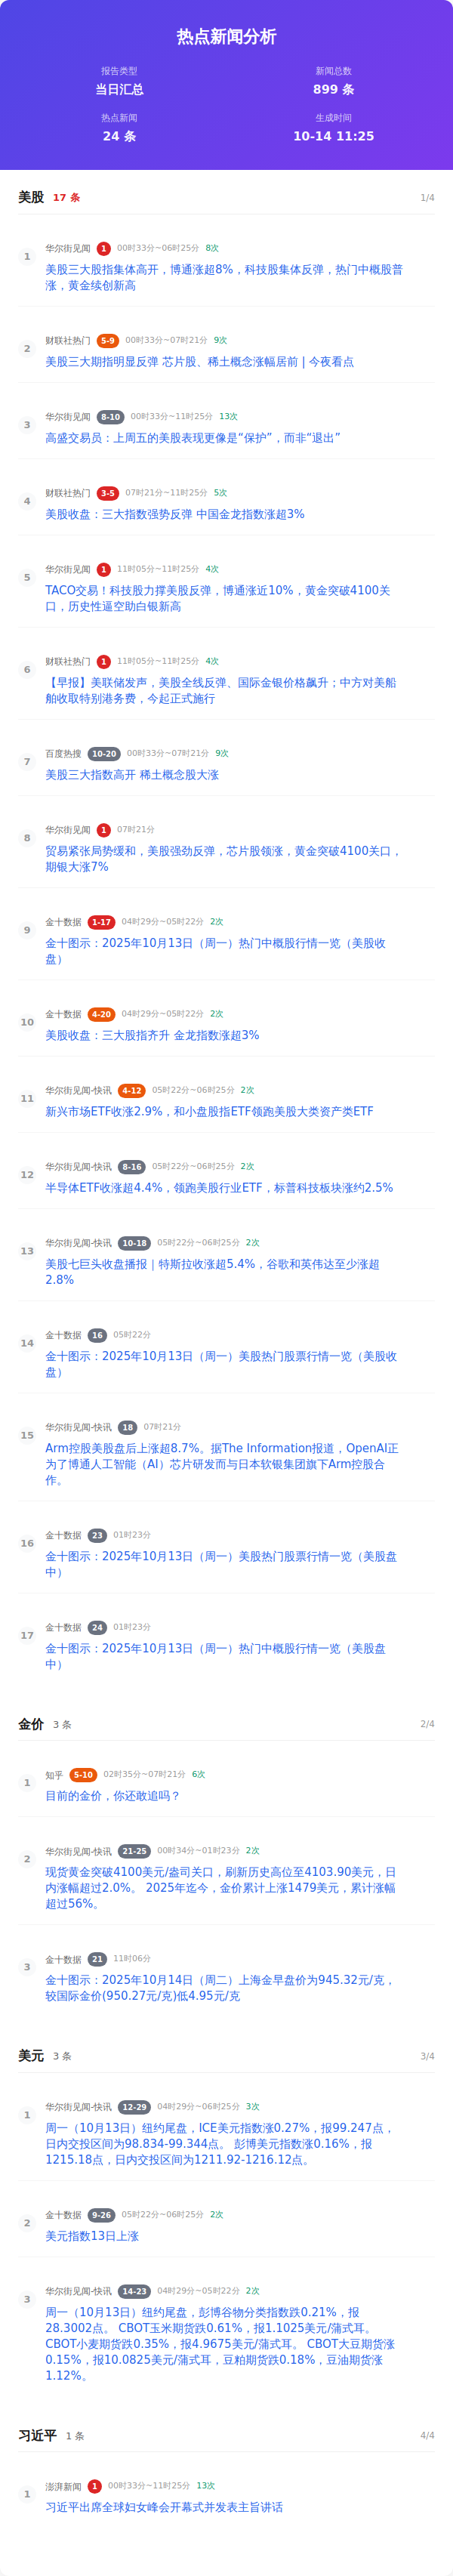 热点新闻分析
报告类型
新闻总数
当日汇总
899 条
热点新闻
生成时间
24 条
10-14 11:25
美股 17 条 1/4
1 华尔街见闻 1 00时33分~06时25分 8次
美股三大股指集体高开，博通涨超8%，科技股集体反弹，热门中概股普
涨，黄金续创新高
2 财联社热门 5-9 00时33分~07时21分 9次
美股三大期指明显反弹 芯片股、稀土概念涨幅居前 | 今夜看点
3 华尔街见闻 8-10 00时33分~11时25分 13次
高盛交易员：上周五的美股表现更像是“保护”，而非“退出”
4 财联社热门 3-5 07时21分~11时25分 5次
美股收盘：三大指数强势反弹 中国金龙指数涨超3%
5 华尔街见闻 1 11时05分~11时25分 4次
TACO交易！科技股力撑美股反弹，博通涨近10%，黄金突破4100关
口，历史性逼空助白银新高
6 财联社热门 1 11时05分~11时25分 4次
【早报】美联储发声，美股全线反弹、国际金银价格飙升；中方对美船
舶收取特别港务费，今起正式施行
7 百度热搜 10-20 00时33分~07时21分 9次
美股三大指数高开 稀土概念股大涨
8 华尔街见闻 1 07时21分
贸易紧张局势缓和，美股强劲反弹，芯片股领涨，黄金突破4100关口，
期银大涨7%
9 金十数据 1-17 04时29分~05时22分 2次
金十图示：2025年10月13日（周一）热门中概股行情一览（美股收
盘）
10 金十数据 4-20 04时29分~05时22分 2次
美股收盘：三大股指齐升 金龙指数涨超3%
11 华尔街见闻-快讯 4-12 05时22分~06时25分 2次
新兴市场ETF收涨2.9%，和小盘股指ETF领跑美股大类资产类ETF
12 华尔街见闻-快讯 8-16 05时22分~06时25分 2次
半导体ETF收涨超4.4%，领跑美股行业ETF，标普科技板块涨约2.5%
13 华尔街见闻-快讯 10-18 05时22分~06时25分 2次
美股七巨头收盘播报｜特斯拉收涨超5.4%，谷歌和英伟达至少涨超
2.8%
14 金十数据 16 05时22分
金十图示：2025年10月13日（周一）美股热门股票行情一览（美股收
盘）
15 华尔街见闻-快讯 18 07时21分
Arm控股美股盘后上涨超8.7%。据The Information报道，OpenAI正
为了博通人工智能（AI）芯片研发而与日本软银集团旗下Arm控股合
作。
16 金十数据 23 01时23分
金十图示：2025年10月13日（周一）美股热门股票行情一览（美股盘
中）
17 金十数据 24 01时23分
金十图示：2025年10月13日（周一）热门中概股行情一览（美股盘
中）
金价 3 条 2/4
1 知乎 5-10 02时35分~07时21分 6次
目前的金价，你还敢追吗？
2 华尔街见闻-快讯 21-25 00时34分~01时23分 2次
现货黄金突破4100美元/盎司关口，刷新历史高位至4103.90美元，日
内涨幅超过2.0%。 2025年迄今，金价累计上涨1479美元，累计涨幅
超过56%。
3 金十数据 21 11时06分
金十图示：2025年10月14日（周二）上海金早盘价为945.32元/克，
较国际金价(950.27元/克)低4.95元/克
美元 3 条 3/4
1 华尔街见闻-快讯 12-29 04时29分~06时25分 3次
周一（10月13日）纽约尾盘，ICE美元指数涨0.27%，报99.247点，
日内交投区间为98.834-99.344点。 彭博美元指数涨0.16%，报
1215.18点，日内交投区间为1211.92-1216.12点。
2 金十数据 9-26 05时22分~06时25分 2次
美元指数13日上涨
3 华尔街见闻-快讯 14-23 04时29分~05时22分 2次
周一（10月13日）纽约尾盘，彭博谷物分类指数跌0.21%，报
28.3002点。 CBOT玉米期货跌0.61%，报1.1025美元/蒲式耳。
CBOT小麦期货跌0.35%，报4.9675美元/蒲式耳。 CBOT大豆期货涨
0.15%，报10.0825美元/蒲式耳，豆粕期货跌0.18%，豆油期货涨
1.12%。
习近平 1 条 4/4
1 澎湃新闻 1 00时33分~11时25分 13次
习近平出席全球妇女峰会开幕式并发表主旨讲话